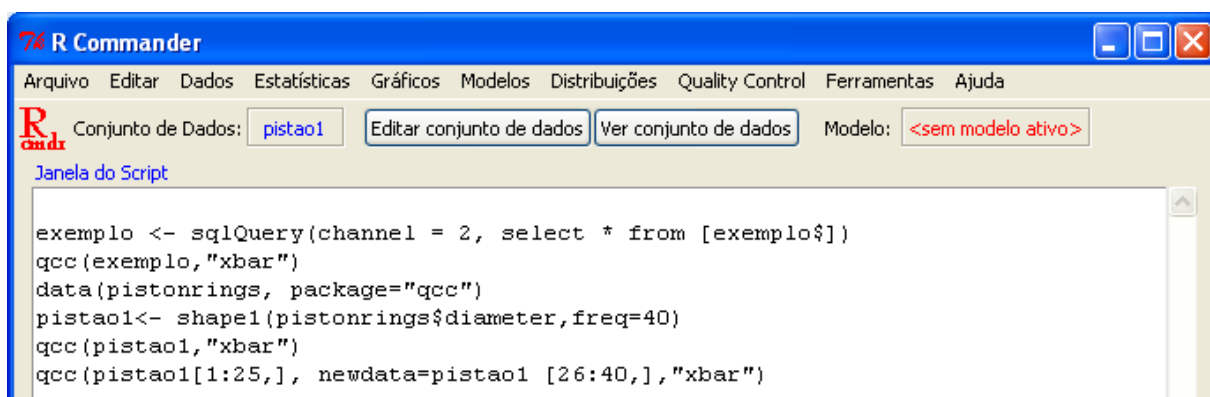 R Commander
Arquivo Editar Dados Estatísticas Gráficos Modelos Distribuições Quality Control Ferramentas Ajuda
R cmdr Conjunto de Dados: pistao1 Editar conjunto de dados Ver conjunto de dados Modelo: <sem modelo ativo>
Janela do Script
exemplo <- sqlQuery(channel = 2, select * from [exemplo$])
qcc(exemplo,"xbar")
data(pistonrings, package="qcc")
pistao1<- shape1(pistonrings$diameter,freq=40)
qcc(pistao1,"xbar")
qcc(pistao1[1:25,], newdata=pistao1 [26:40,],"xbar")